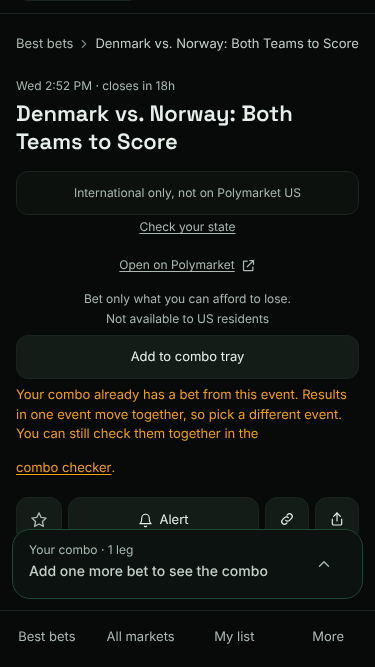 Best bets > Denmark vs. Norway: Both Teams to Score
Wed 2:52 PM · closes in 18h
Denmark vs. Norway: Both
Teams to Score
International only, not on Polymarket US
Check your state
Open on Polymarket
Bet only what you can afford to lose.
Not available to US residents
Add to combo tray
Your combo already has a bet from this event. Results
in one event move together, so pick a different event.
You can still check them together in the
combo checker.
Alert
Your combo · 1 leg
Add one more bet to see the combo
Best bets All markets My list More